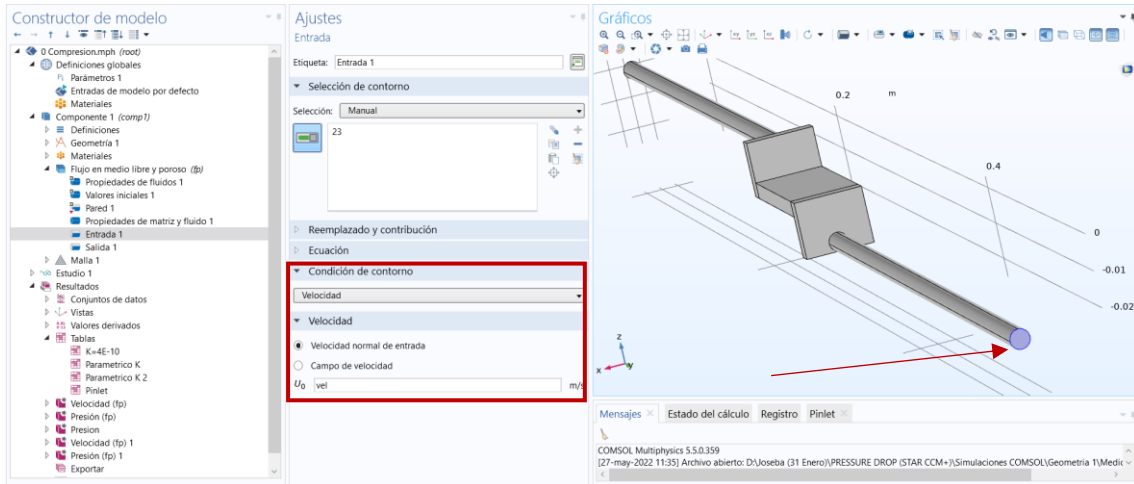 Constructor de modelo
0 Compresion.mph (root)
Definiciones globales
Pi Parámetros 1
Entradas de modelo por defecto
Materiales
Componente 1 (comp1)
Definiciones
Geometría 1
Materiales
Flujo en medio libre y poroso (fp)
Propiedades de fluidos 1
Valores iniciales 1
Pared 1
Propiedades de matriz y fluido 1
Entrada 1
Salida 1
Malla 1
Estudio 1
Resultados
Conjuntos de datos
Vistas
Valores derivados
Tablas
K=4E-10
Parametrico K
Parametrico K 2
Pinlet
Velocidad (fp)
Presión (fp)
Presion
Velocidad (fp) 1
Presión (fp) 1
Exportar
Ajustes
Entrada
Etiqueta: Entrada 1
Selección de contorno
Selección: Manual
23
Reemplazado y contribución
Ecuación
Condición de contorno
Velocidad
Velocidad
Velocidad normal de entrada
Campo de velocidad
U0 vel m/s
Gráficos
0.2 m
0.4
0
-0.01
-0.02
z
x y
Mensajes Estado del cálculo Registro Pinlet
COMSOL Multiphysics 5.5.0.359
[27-may-2022 11:35] Archivo abierto: D:\Joseba (31 Enero)\PRESSURE DROP (STAR CCM+)\Simulaciones COMSOL\Geometria 1\Medic